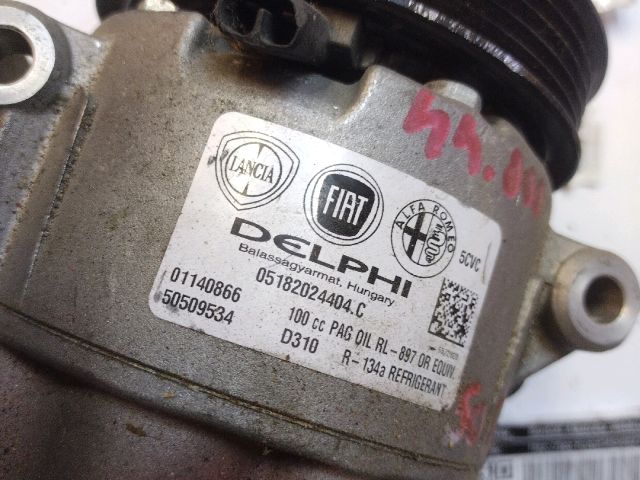 LANCIA
FIAT
ALFA ROMEO
5CVC
DELPHI
Balassagyarmat, Hungary
05182024404.C
01140866
50509534
100 cc PAG OIL RL-897 OR EQUIV
D310
R-134a REFRIGERANT